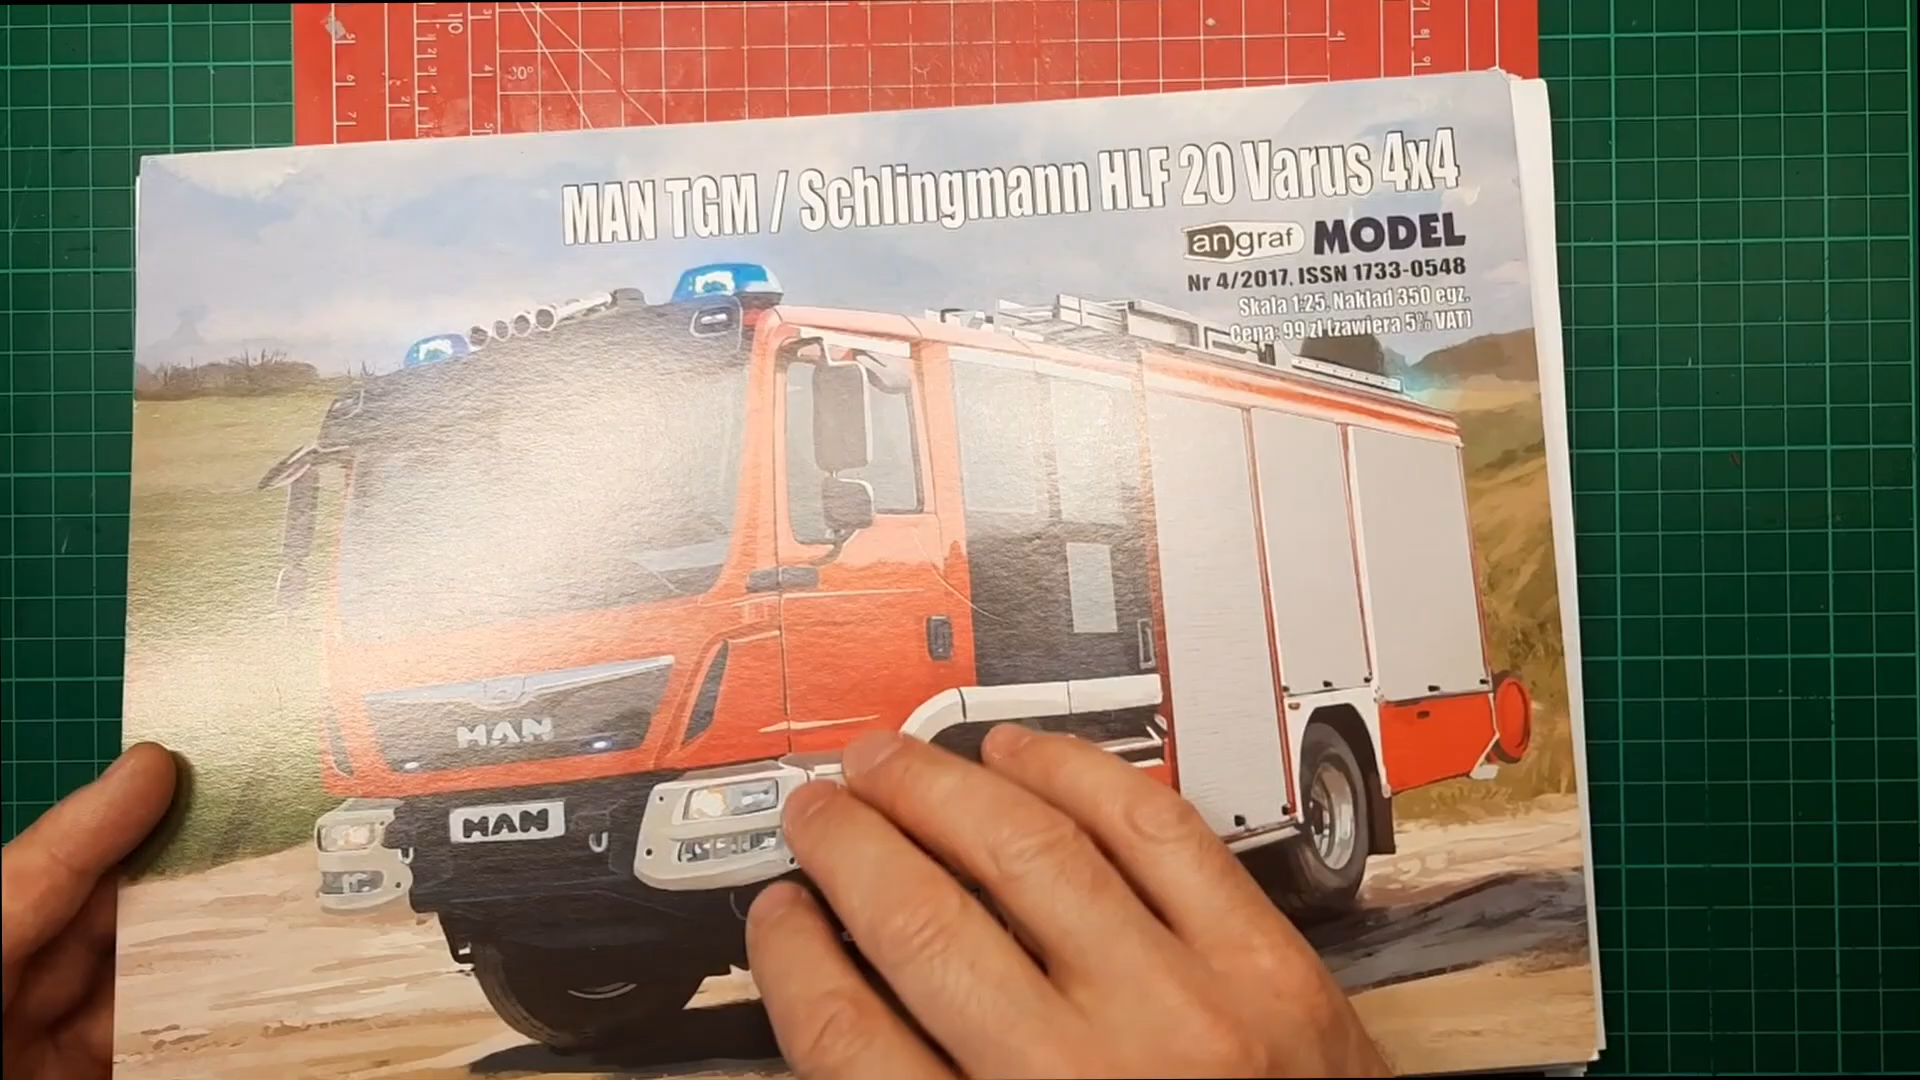 MAN TGM / Schlingmann HLF 20 Varus 4x4
angraf MODEL
Nr 4/2017, ISSN 1733-0548
Skala 1:25. Nakład 350 egz.
Cena: 99 zł (zawiera 5% VAT)
MAN
MAN